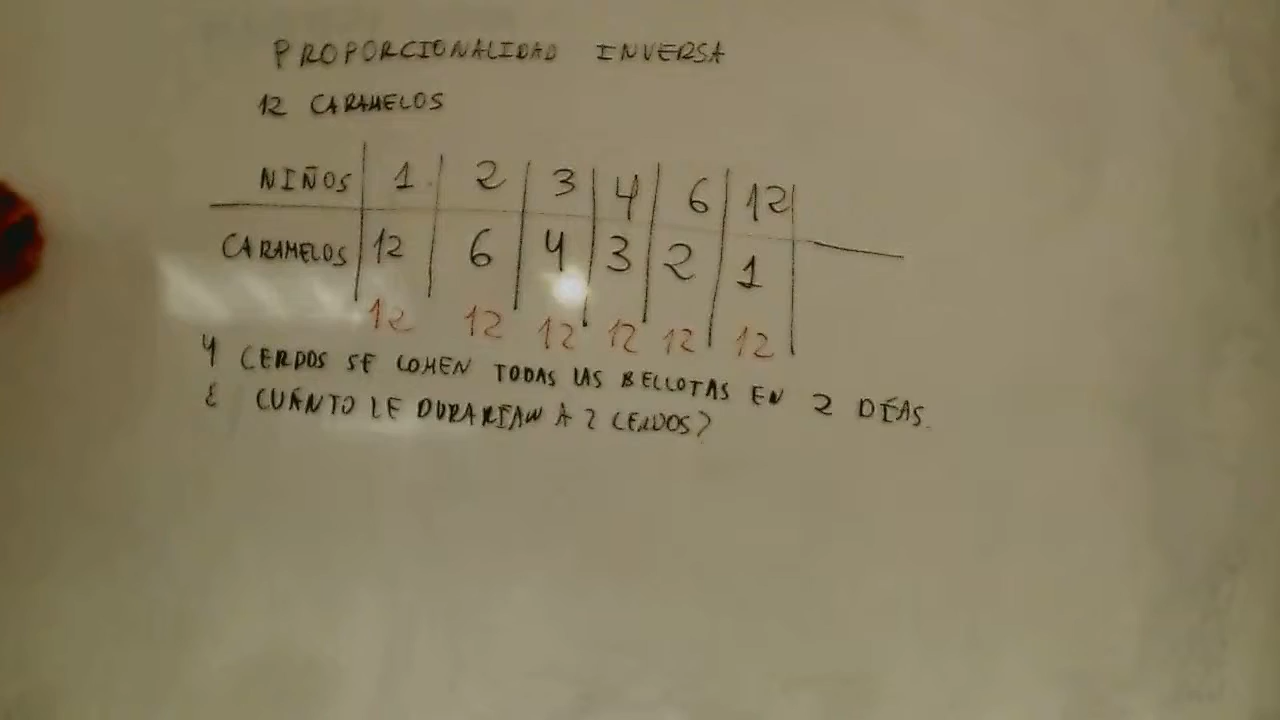 PROPORCIONALIDAD INVERSA
12 CARAMELOS
NIÑOS 1 2 3 4 6 12
CARAMELOS 12 6 4 3 2 1
12 12 12 12 12 12
4 CERDOS SE COMEN TODAS LAS BELLOTAS EN 2 DÍAS.
¿ CUÁNTO LE DURARÍAN A 2 CERDOS?